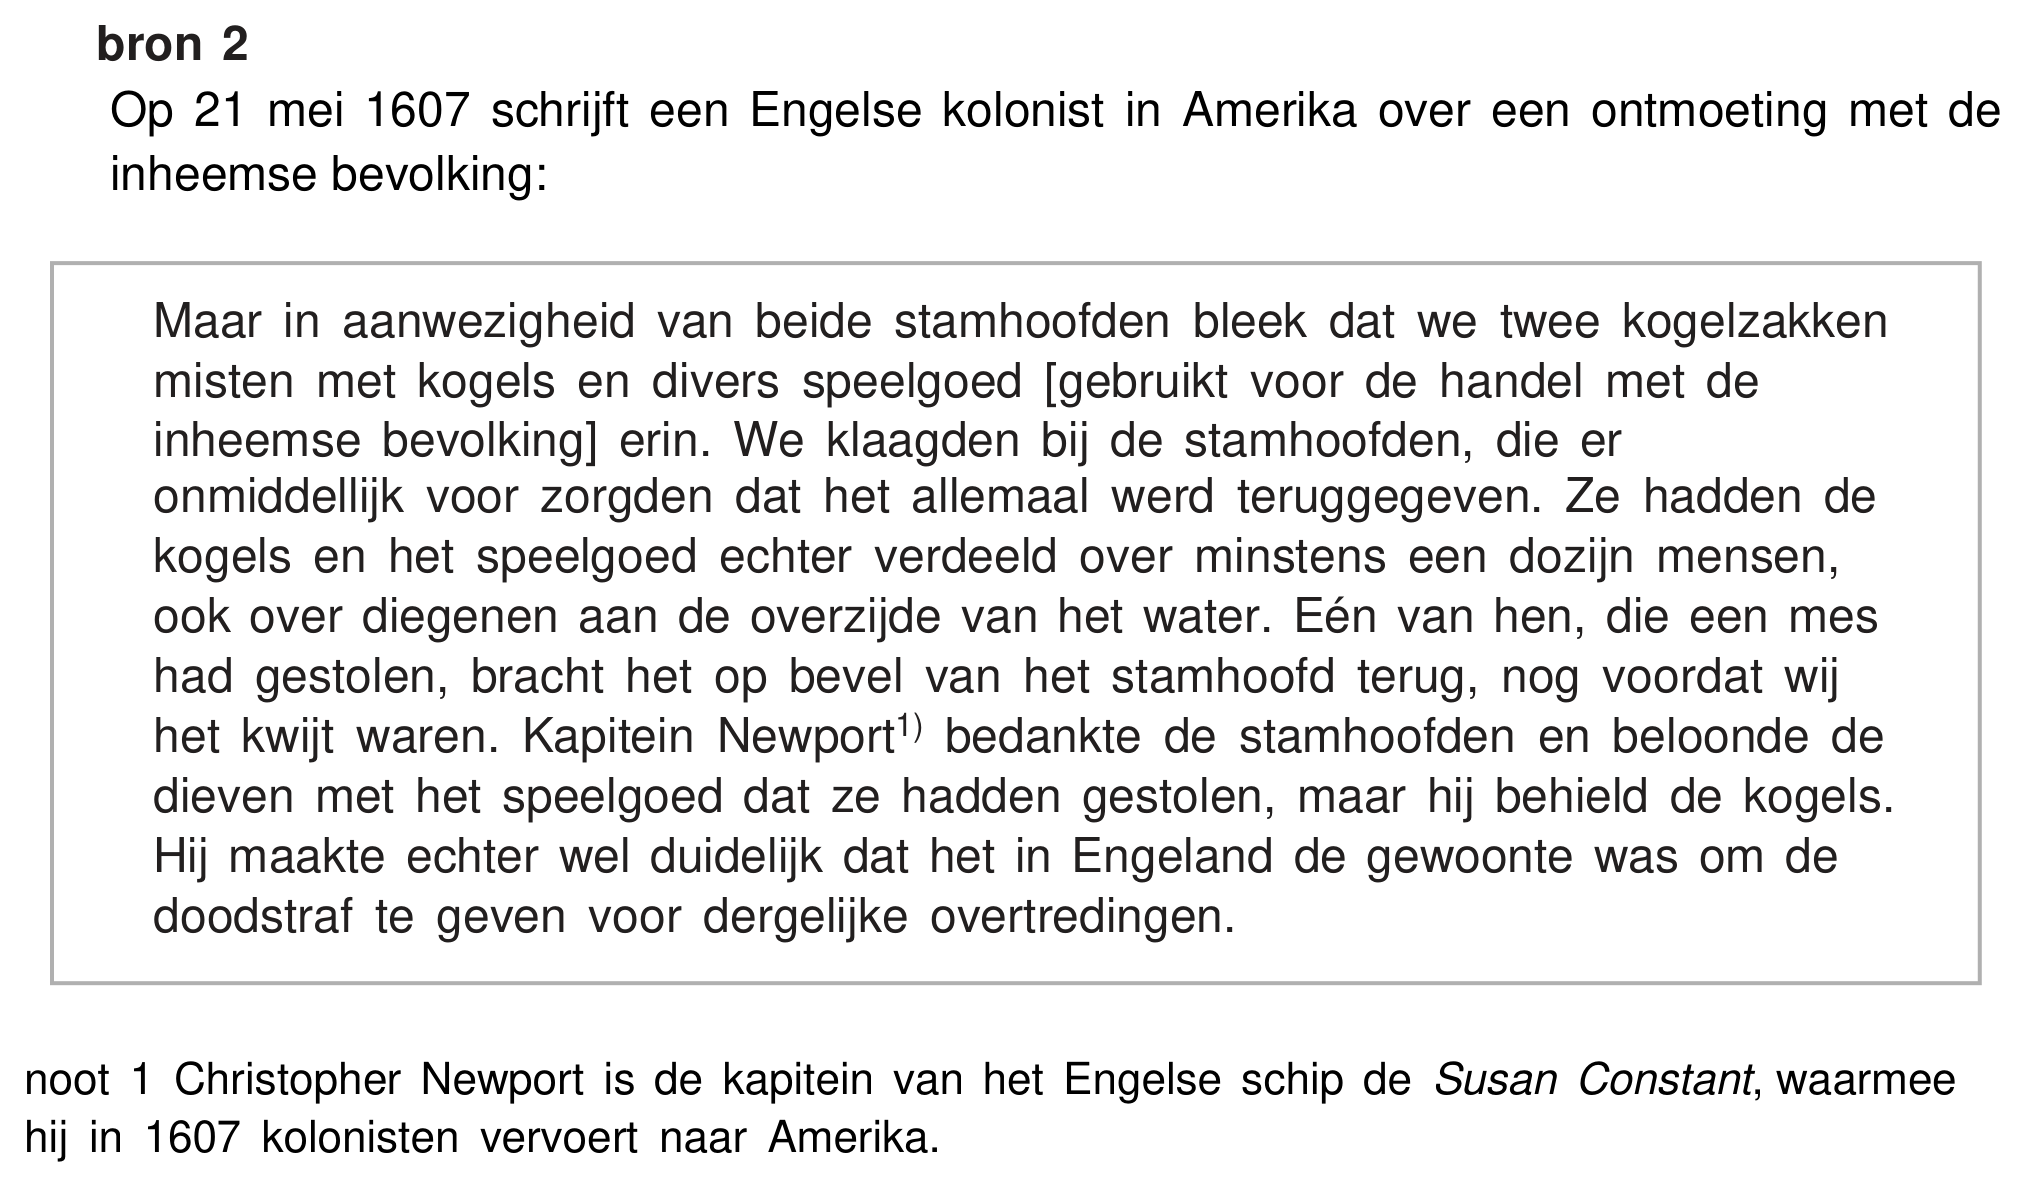 bron 2
Op 21 mei 1607 schrijft een Engelse kolonist in Amerika over een ontmoeting met de
inheemse bevolking:
Maar in aanwezigheid van beide stamhoofden bleek dat we twee kogelzakken
misten met kogels en divers speelgoed [gebruikt voor de handel met de
inheemse bevolking] erin. We klaagden bij de stamhoofden, die er
onmiddellijk voor zorgden dat het allemaal werd teruggegeven. Ze hadden de
kogels en het speelgoed echter verdeeld over minstens een dozijn mensen,
ook over diegenen aan de overzijde van het water. Eén van hen, die een mes
had gestolen, bracht het op bevel van het stamhoofd terug, nog voordat wij
het kwijt waren. Kapitein Newport1) bedankte de stamhoofden en beloonde de
dieven met het speelgoed dat ze hadden gestolen, maar hij behield de kogels.
Hij maakte echter wel duidelijk dat het in Engeland de gewoonte was om de
doodstraf te geven voor dergelijke overtredingen.
noot 1 Christopher Newport is de kapitein van het Engelse schip de Susan Constant, waarmee
hij in 1607 kolonisten vervoert naar Amerika.